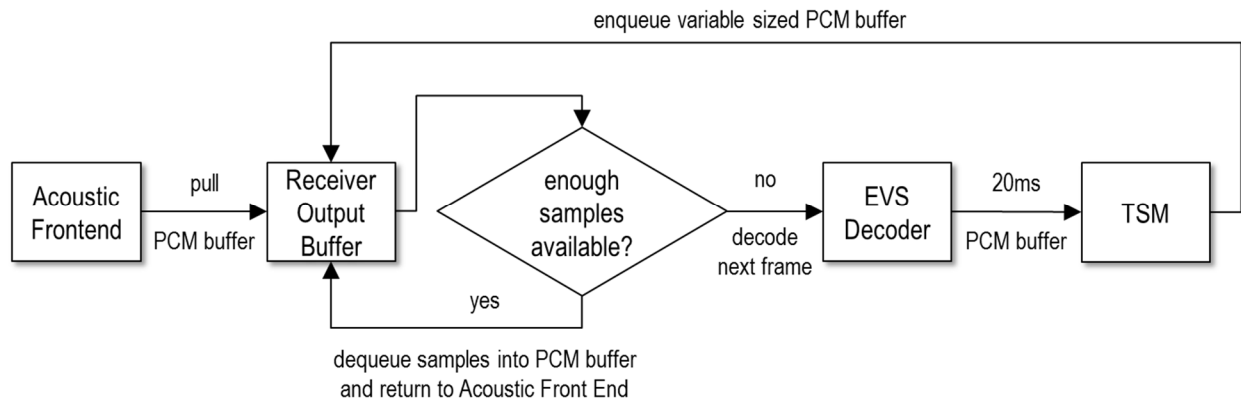 enqueue variable sized PCM buffer
Acoustic
Frontend
pull
PCM buffer
Receiver
Output
Buffer
enough
samples
available?
no
decode
next frame
EVS
Decoder
20ms
PCM buffer
TSM
yes
dequeue samples into PCM buffer
and return to Acoustic Front End